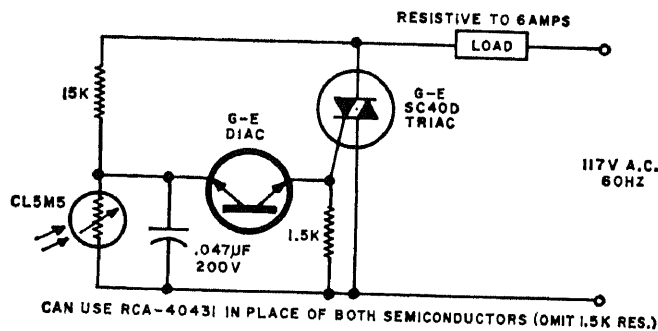 RESISTIVE TO 6AMPS
LOAD
15K
G-E
DIAC
G-E
SC40D
TRIAC
117V A.C.
60HZ
CL5M5
.047µF
200V
1.5K
CAN USE RCA-40431 IN PLACE OF BOTH SEMICONDUCTORS (OMIT 1.5K RES.)